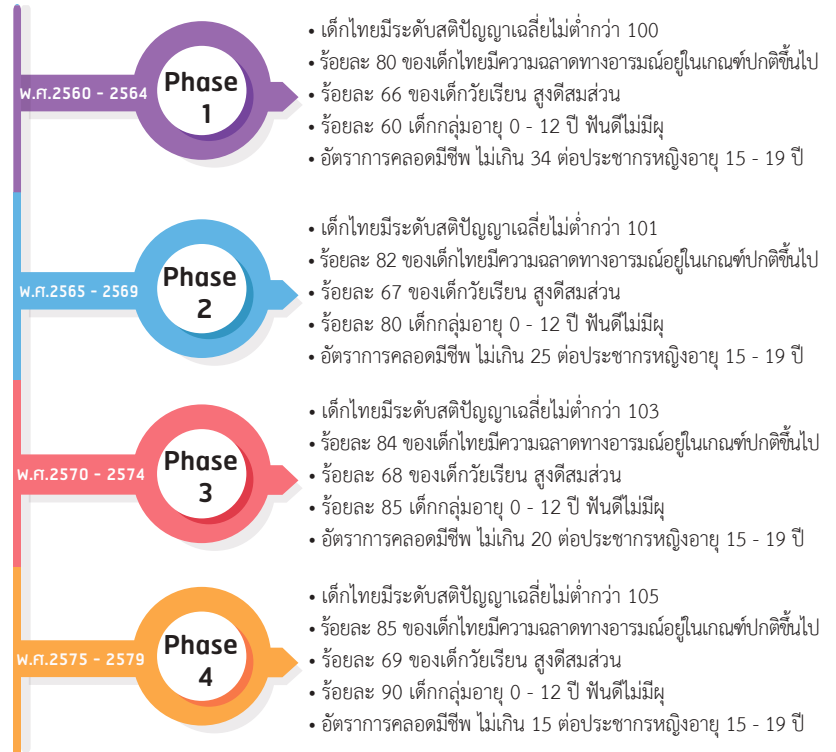 พ.ศ.2560 - 2564
Phase
1
• เด็กไทยมีระดับสติปัญญาเฉลี่ยไม่ต่ำกว่า 100
• ร้อยละ 80 ของเด็กไทยมีความฉลาดทางอารมณ์อยู่ในเกณฑ์ปกติขึ้นไป
• ร้อยละ 66 ของเด็กวัยเรียน สูงดีสมส่วน
• ร้อยละ 60 เด็กกลุ่มอายุ 0 - 12 ปี ฟันดีไม่มีผุ
• อัตราการคลอดมีชีพ ไม่เกิน 34 ต่อประชากรหญิงอายุ 15 - 19 ปี
พ.ศ.2565 - 2569
Phase
2
• เด็กไทยมีระดับสติปัญญาเฉลี่ยไม่ต่ำกว่า 101
• ร้อยละ 82 ของเด็กไทยมีความฉลาดทางอารมณ์อยู่ในเกณฑ์ปกติขึ้นไป
• ร้อยละ 67 ของเด็กวัยเรียน สูงดีสมส่วน
• ร้อยละ 80 เด็กกลุ่มอายุ 0 - 12 ปี ฟันดีไม่มีผุ
• อัตราการคลอดมีชีพ ไม่เกิน 25 ต่อประชากรหญิงอายุ 15 - 19 ปี
พ.ศ.2570 - 2574
Phase
3
• เด็กไทยมีระดับสติปัญญาเฉลี่ยไม่ต่ำกว่า 103
• ร้อยละ 84 ของเด็กไทยมีความฉลาดทางอารมณ์อยู่ในเกณฑ์ปกติขึ้นไป
• ร้อยละ 68 ของเด็กวัยเรียน สูงดีสมส่วน
• ร้อยละ 85 เด็กกลุ่มอายุ 0 - 12 ปี ฟันดีไม่มีผุ
• อัตราการคลอดมีชีพ ไม่เกิน 20 ต่อประชากรหญิงอายุ 15 - 19 ปี
พ.ศ.2575 - 2579
Phase
4
• เด็กไทยมีระดับสติปัญญาเฉลี่ยไม่ต่ำกว่า 105
• ร้อยละ 85 ของเด็กไทยมีความฉลาดทางอารมณ์อยู่ในเกณฑ์ปกติขึ้นไป
• ร้อยละ 69 ของเด็กวัยเรียน สูงดีสมส่วน
• ร้อยละ 90 เด็กกลุ่มอายุ 0 - 12 ปี ฟันดีไม่มีผุ
• อัตราการคลอดมีชีพ ไม่เกิน 15 ต่อประชากรหญิงอายุ 15 - 19 ปี